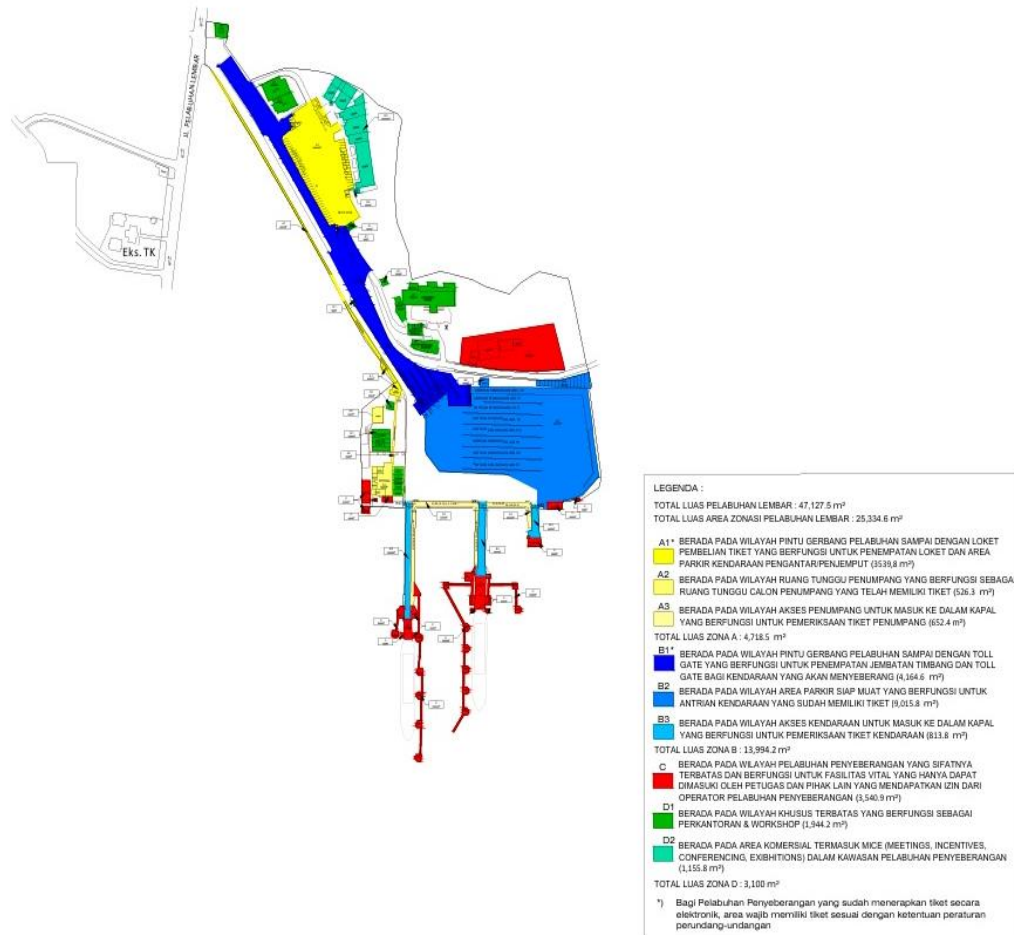 JL PELABUHAN LEMBAR
Eks. TK
LEGENDA :
TOTAL LUAS PELABUHAN LEMBAR : 47,127.5 m²
TOTAL LUAS AREA ZONASI PELABUHAN LEMBAR : 25,334.6 m²
A1* BERADA PADA WILAYAH PINTU GERBANG PELABUHAN SAMPAI DENGAN LOKET
PEMBELIAN TIKET YANG BERFUNGSI UNTUK PENEMPATAN LOKET DAN AREA
PARKIR KENDARAAN PENGANTAR/PENJEMPUT (3539,8 m²)
A2 BERADA PADA WILAYAH RUANG TUNGGU PENUMPANG YANG BERFUNGSI SEBAGAI
RUANG TUNGGU CALON PENUMPANG YANG TELAH MEMILIKI TIKET (526.3 m²)
A3 BERADA PADA WILAYAH AKSES PENUMPANG UNTUK MASUK KE DALAM KAPAL
YANG BERFUNGSI UNTUK PEMERIKSAAN TIKET PENUMPANG (652.4 m²)
TOTAL LUAS ZONA A : 4,718.5 m²
B1* BERADA PADA WILAYAH PINTU GERBANG PELABUHAN SAMPAI DENGAN TOLL
GATE YANG BERFUNGSI UNTUK PENEMPATAN JEMBATAN TIMBANG DAN TOLL
GATE BAGI KENDARAAN YANG AKAN MENYEBERANG (4,164.6 m²)
B2 BERADA PADA WILAYAH AREA PARKIR SIAP MUAT YANG BERFUNGSI UNTUK
ANTRIAN KENDARAAN YANG SUDAH MEMILIKI TIKET (9,015.8 m²)
B3 BERADA PADA WILAYAH AKSES KENDARAAN UNTUK MASUK KE DALAM KAPAL
YANG BERFUNGSI UNTUK PEMERIKSAAN TIKET KENDARAAN (813.8 m²)
TOTAL LUAS ZONA B : 13,994.2 m²
C BERADA PADA WILAYAH PELABUHAN PENYEBERANGAN YANG SIFATNYA
TERBATAS DAN BERFUNGSI UNTUK FASILITAS VITAL YANG HANYA DAPAT
DIMASUKI OLEH PETUGAS DAN PIHAK LAIN YANG MENDAPATKAN IZIN DARI
OPERATOR PELABUHAN PENYEBERANGAN (3,540.9 m²)
D1 BERADA PADA WILAYAH KHUSUS TERBATAS YANG BERFUNGSI SEBAGAI
PERKANTORAN & WORKSHOP (1,944.2 m²)
D2 BERADA PADA AREA KOMERSIAL TERMASUK MICE (MEETINGS, INCENTIVES,
CONFERENCING, EXIBHITIONS) DALAM KAWASAN PELABUHAN PENYEBERANGAN
(1,155.8 m²)
TOTAL LUAS ZONA D : 3,100 m²
*) Bagi Pelabuhan Penyeberangan yang sudah menerapkan tiket secara
elektronik, area wajib memiliki tiket sesuai dengan ketentuan peraturan
perundang-undangan